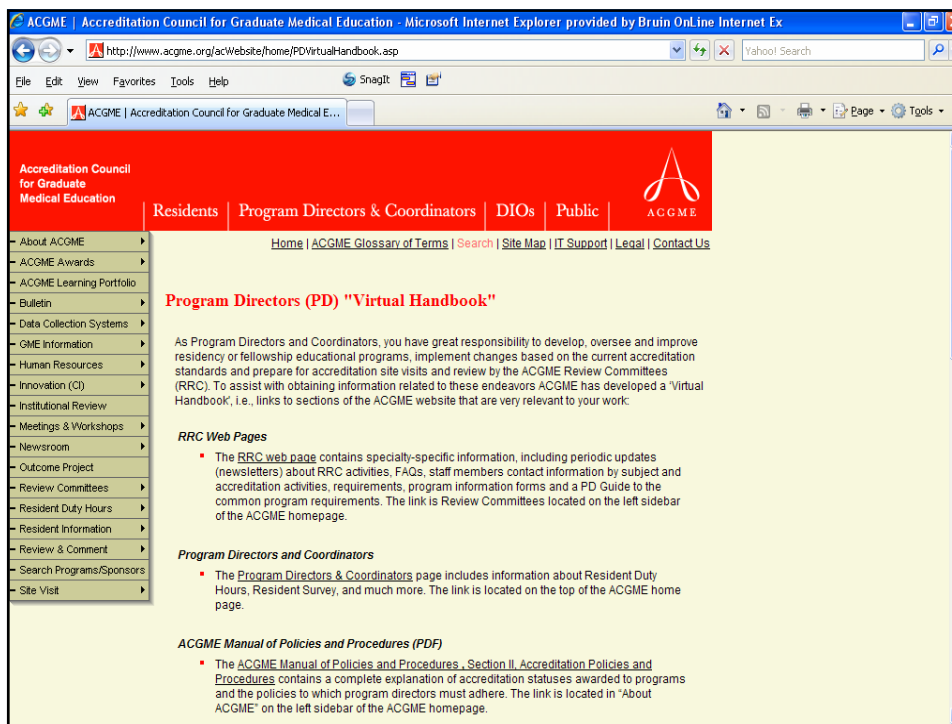 ACGME | Accreditation Council for Graduate Medical Education - Microsoft Internet Explorer provided by Bruin OnLine Internet Ex
http://www.acgme.org/acWebsite/home/PDVirtualHandbook.asp
Yahoo! Search
File Edit View Favorites Tools Help
SnagIt
ACGME | Accreditation Council for Graduate Medical E...
Page
Tools
Accreditation Council
for Graduate
Medical Education
Residents | Program Directors & Coordinators | DIOs | Public |
ACGME
Home | ACGME Glossary of Terms | Search | Site Map | IT Support | Legal | Contact Us
About ACGME
ACGME Awards
ACGME Learning Portfolio
Bulletin
Data Collection Systems
GME Information
Human Resources
Innovation (CI)
Institutional Review
Meetings & Workshops
Newsroom
Outcome Project
Review Committees
Resident Duty Hours
Resident Information
Review & Comment
Search Programs/Sponsors
Site Visit
Program Directors (PD) "Virtual Handbook"
As Program Directors and Coordinators, you have great responsibility to develop, oversee and improve
residency or fellowship educational programs, implement changes based on the current accreditation
standards and prepare for accreditation site visits and review by the ACGME Review Committees
(RRC). To assist with obtaining information related to these endeavors ACGME has developed a 'Virtual
Handbook', i.e., links to sections of the ACGME website that are very relevant to your work:
RRC Web Pages
The RRC web page contains specialty-specific information, including periodic updates
(newsletters) about RRC activities, FAQs, staff members contact information by subject and
accreditation activities, requirements, program information forms and a PD Guide to the
common program requirements. The link is Review Committees located on the left sidebar
of the ACGME homepage.
Program Directors and Coordinators
The Program Directors & Coordinators page includes information about Resident Duty
Hours, Resident Survey, and much more. The link is located on the top of the ACGME home
page.
ACGME Manual of Policies and Procedures (PDF)
The ACGME Manual of Policies and Procedures , Section II, Accreditation Policies and
Procedures contains a complete explanation of accreditation statuses awarded to programs
and the policies to which program directors must adhere. The link is located in "About
ACGME" on the left sidebar of the ACGME homepage.